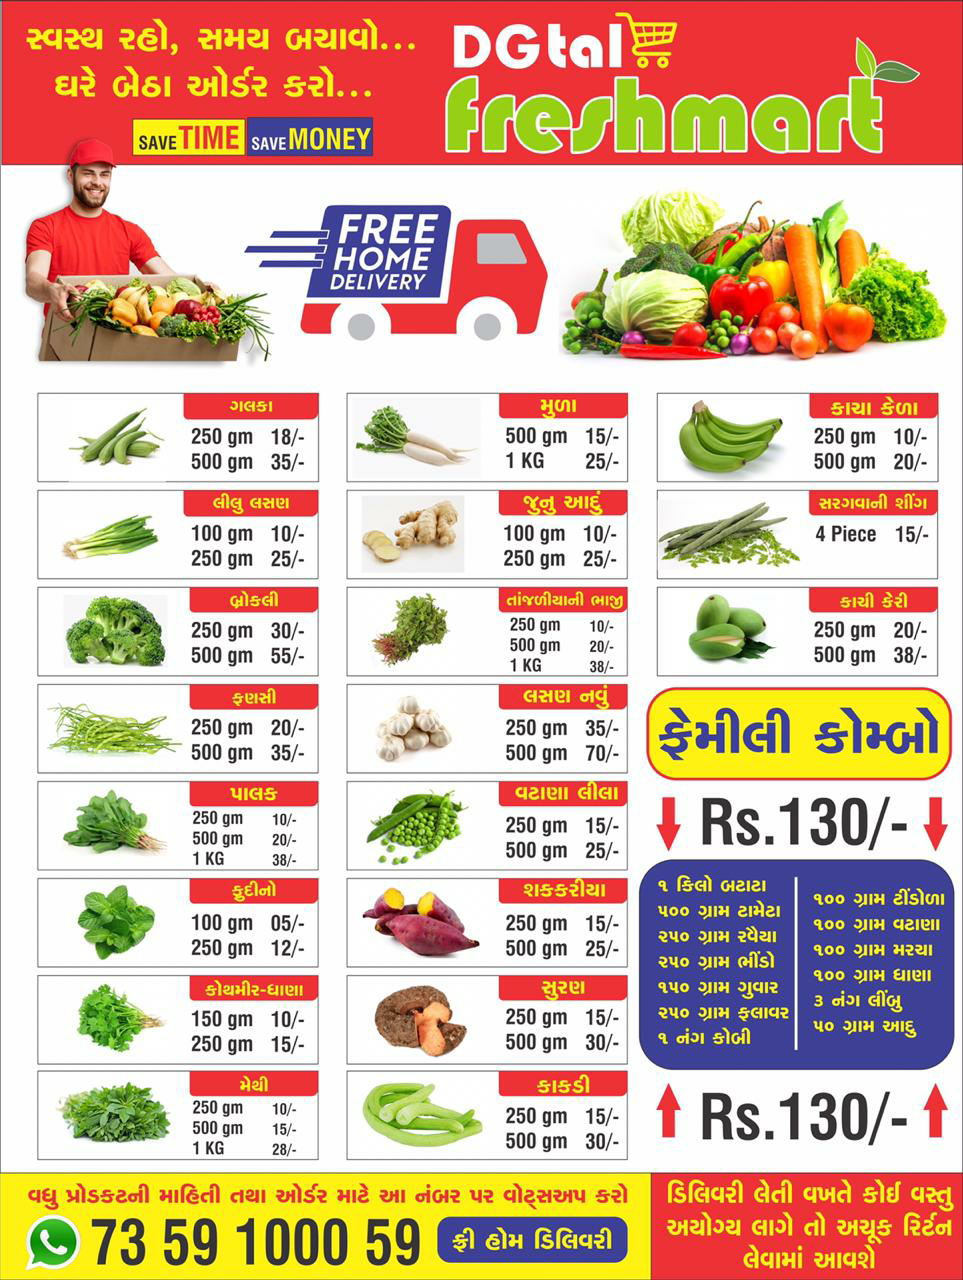 સ્વસ્થ રહો, સમય બચાવો...
ઘરે બેઠા ઓર્ડર કરો...
SAVE TIME SAVE MONEY
DGtal
freshmart
FREE
HOME
DELIVERY
ગલકા
250 gm 18/-
500 gm 35/-
લીલુ લસણ
100 gm 10/-
250 gm 25/-
બ્રોકલી
250 gm 30/-
500 gm 55/-
ફણસી
250 gm 20/-
500 gm 35/-
પાલક
250 gm 10/-
500 gm 20/-
1 KG 38/-
ફુદીનો
100 gm 05/-
250 gm 12/-
કોથમીર-ધાણા
150 gm 10/-
250 gm 15/-
મેથી
250 gm 10/-
500 gm 15/-
1 KG 28/-
મુળા
500 gm 15/-
1 KG 25/-
જુનુ આદું
100 gm 10/-
250 gm 25/-
તાંજળીયાની ભાજી
250 gm 10/-
500 gm 20/-
1 KG 38/-
લસણ નવું
250 gm 35/-
500 gm 70/-
વટાણા લીલા
250 gm 15/-
500 gm 25/-
શકકરીયા
250 gm 15/-
500 gm 25/-
સુરણ
250 gm 15/-
500 gm 30/-
કાકડી
250 gm 15/-
500 gm 30/-
કાચા કેળા
250 gm 10/-
500 gm 20/-
સરગવાની શીંગ
4 Piece 15/-
કાચી કેરી
250 gm 20/-
500 gm 38/-
ફેમીલી કોમ્બો
Rs.130/-
૧ કિલો બટાટા
૫૦૦ ગ્રામ ટામેટા
૨૫૦ ગ્રામ રવૈયા
૨૫૦ ગ્રામ ભીંડો
૧૫૦ ગ્રામ ગુવાર
૨૫૦ ગ્રામ ફલાવર
૧ નંગ કોબી
૧૦૦ ગ્રામ ટીંડોળા
૧૦૦ ગ્રામ વટાણા
૧૦૦ ગ્રામ મરચા
૧૦૦ ગ્રામ ધાણા
૩ નંગ લીંબુ
૫૦ ગ્રામ આદુ
Rs.130/-
વધુ પ્રોડકટની માહિતી તથા ઓર્ડર માટે આ નંબર પર વોટ્સઅપ કરો
73 59 1000 59 ફ્રી હોમ ડિલિવરી
ડિલિવરી લેતી વખતે કોઈ વસ્તુ
અયોગ્ય લાગે તો અચૂક રિર્ટન
લેવામાં આવશે